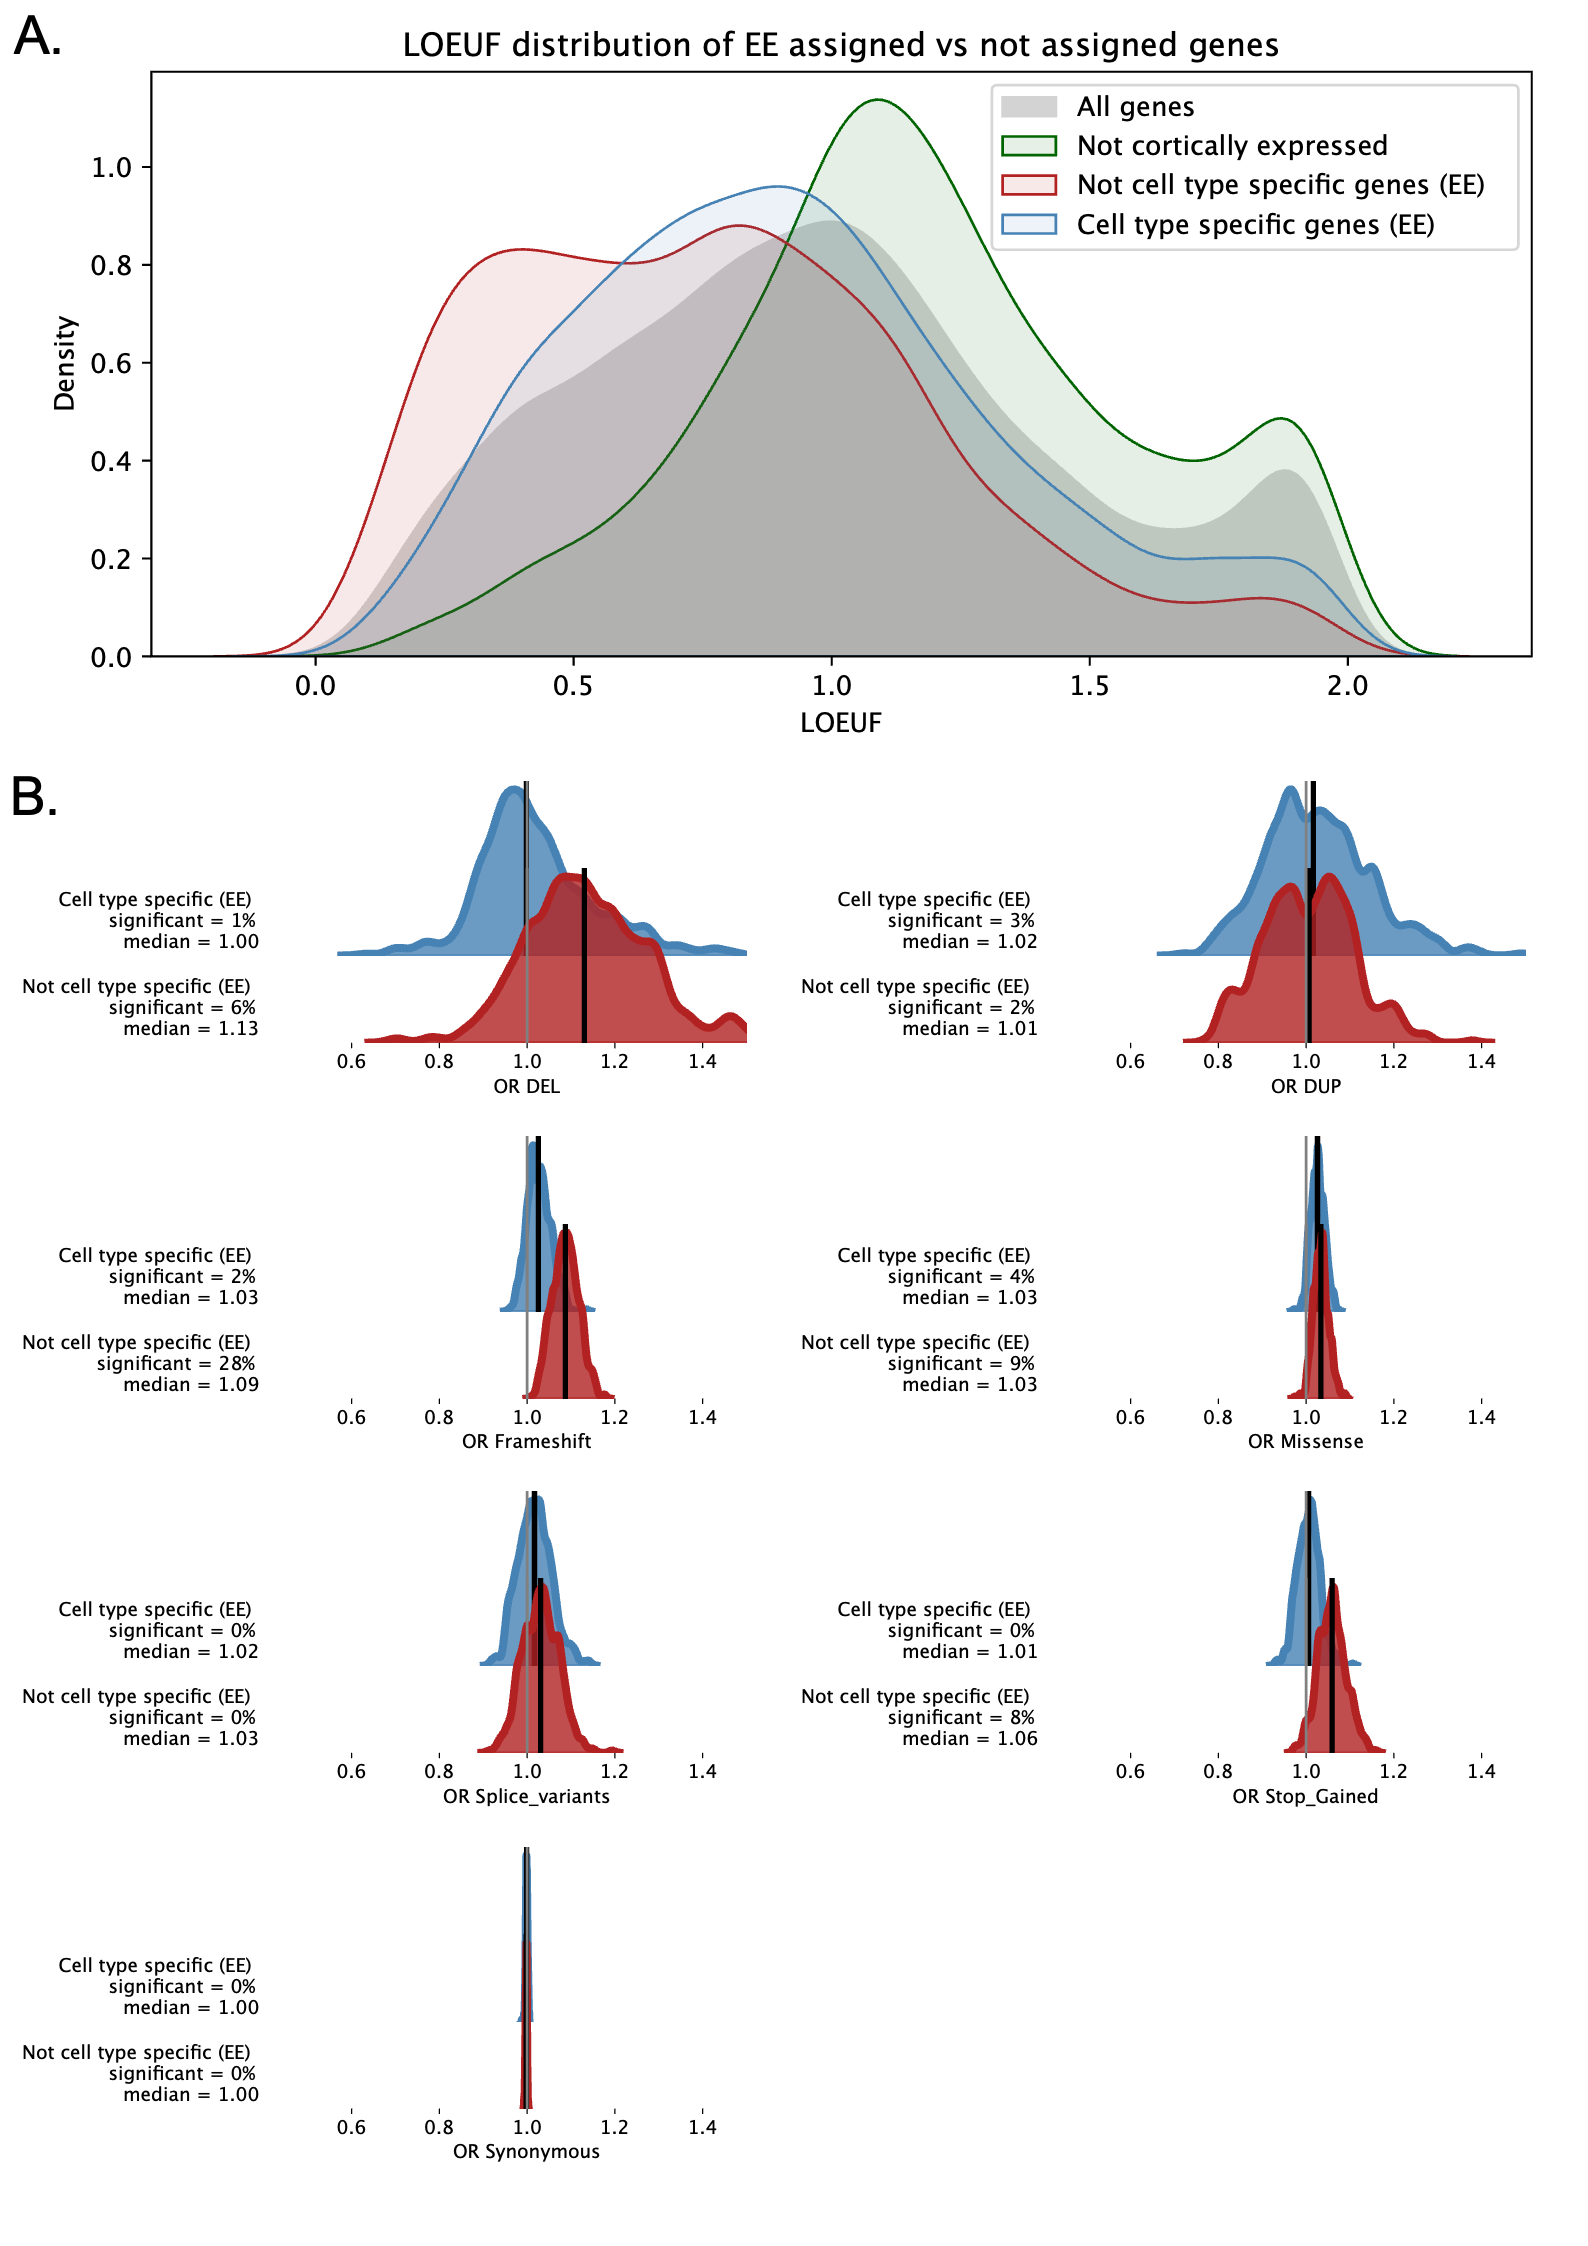 A.
LOEUF distribution of EE assigned vs not assigned genes
All genes
Not cortically expressed
Not cell type specific genes (EE)
Cell type specific genes (EE)
1.0
0.8
0.6
0.4
0.2
0.0
Density
0.0 0.5 1.0 1.5 2.0
LOEUF
B.
Cell type specific (EE)
significant = 1%
median = 1.00
Not cell type specific (EE)
significant = 6%
median = 1.13
0.6 0.8 1.0 1.2 1.4
OR DEL
Cell type specific (EE)
significant = 3%
median = 1.02
Not cell type specific (EE)
significant = 2%
median = 1.01
0.6 0.8 1.0 1.2 1.4
OR DUP
Cell type specific (EE)
significant = 2%
median = 1.03
Not cell type specific (EE)
significant = 28%
median = 1.09
0.6 0.8 1.0 1.2 1.4
OR Frameshift
Cell type specific (EE)
significant = 4%
median = 1.03
Not cell type specific (EE)
significant = 9%
median = 1.03
0.6 0.8 1.0 1.2 1.4
OR Missense
Cell type specific (EE)
significant = 0%
median = 1.02
Not cell type specific (EE)
significant = 0%
median = 1.03
0.6 0.8 1.0 1.2 1.4
OR Splice_variants
Cell type specific (EE)
significant = 0%
median = 1.01
Not cell type specific (EE)
significant = 8%
median = 1.06
0.6 0.8 1.0 1.2 1.4
OR Stop_Gained
Cell type specific (EE)
significant = 0%
median = 1.00
Not cell type specific (EE)
significant = 0%
median = 1.00
0.6 0.8 1.0 1.2 1.4
OR Synonymous